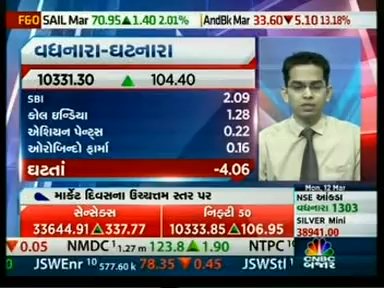 F&O SAIL Mar 70.95▲1.40 2.01% AndBk Mar 33.60▼5.10 13.18%
વધનારા-ઘટનારા
10331.30 ▲ 104.40
SBI 2.09
કોલ ઇન્ડિયા 1.28
એશિયન પેન્ટ્સ 0.22
ઓરોબિન્દો ફાર્મા 0.16
ઘટતાં -4.06
માર્કેટ દિવસના ઉચ્ચતમ સ્તર પર
સેન્સેક્સ
33644.91▲337.77
નિફ્ટી 50
10333.85▲106.95
Mon, 12 Mar
NSE આંકડા
વધનારા 1303
SILVER Mini
38941.00
▼0.05 NMDC 1.27 m 123.8▲1.90 NTPC
JSWEnr 10 577.60 k 78.35▼0.45 JSWStl
CNBC
બજાર